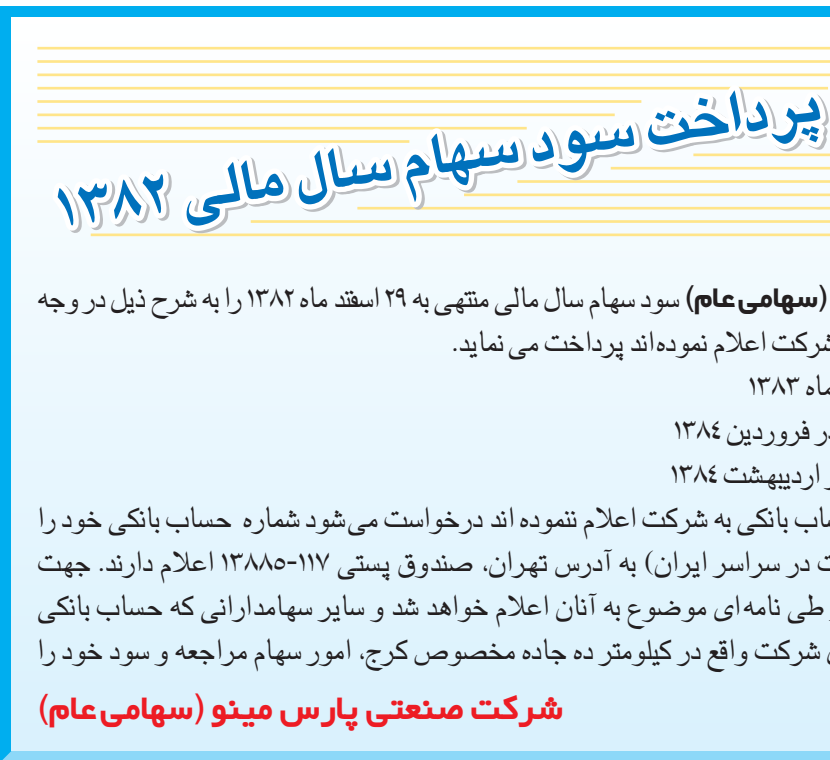 پرداخت سود سهام سال مالی ۱۳۸۲
(سهامی عام) سود سهام سال مالی منتهی به ۲۹ اسفند ماه ۱۳۸۲ را به شرح ذیل در وجه
شرکت اعلام نموده‌اند پرداخت می نماید.
ماه ۱۳۸۳
در فروردین ۱۳۸۴
اردیبهشت ۱۳۸۴
بانکی به شرکت اعلام ننموده اند درخواست می‌شود شماره حساب بانکی خود را
در سراسر ایران) به آدرس تهران، صندوق پستی ۱۱۷-۱۳۸۸۵ اعلام دارند. جهت
طی نامه‌ای موضوع به آنان اعلام خواهد شد و سایر سهامدارانی که حساب بانکی
شرکت واقع در کیلومتر ده جاده مخصوص کرج، امور سهام مراجعه و سود خود را
شرکت صنعتی پارس مینو (سهامی عام)